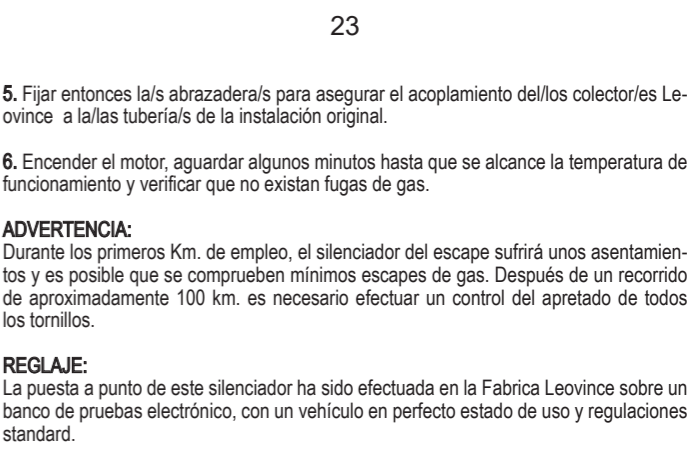 23
5. Fijar entonces la/s abrazadera/s para asegurar el acoplamiento del/los colector/es Le-
ovince a la/las tubería/s de la instalación original.
6. Encender el motor, aguardar algunos minutos hasta que se alcance la temperatura de
funcionamiento y verificar que no existan fugas de gas.
ADVERTENCIA:
Durante los primeros Km. de empleo, el silenciador del escape sufrirá unos asentamien-
tos y es posible que se comprueben mínimos escapes de gas. Después de un recorrido
de aproximadamente 100 km. es necesario efectuar un control del apretado de todos
los tornillos.
REGLAJE:
La puesta a punto de este silenciador ha sido efectuada en la Fabrica Leovince sobre un
banco de pruebas electrónico, con un vehículo en perfecto estado de uso y regulaciones
standard.